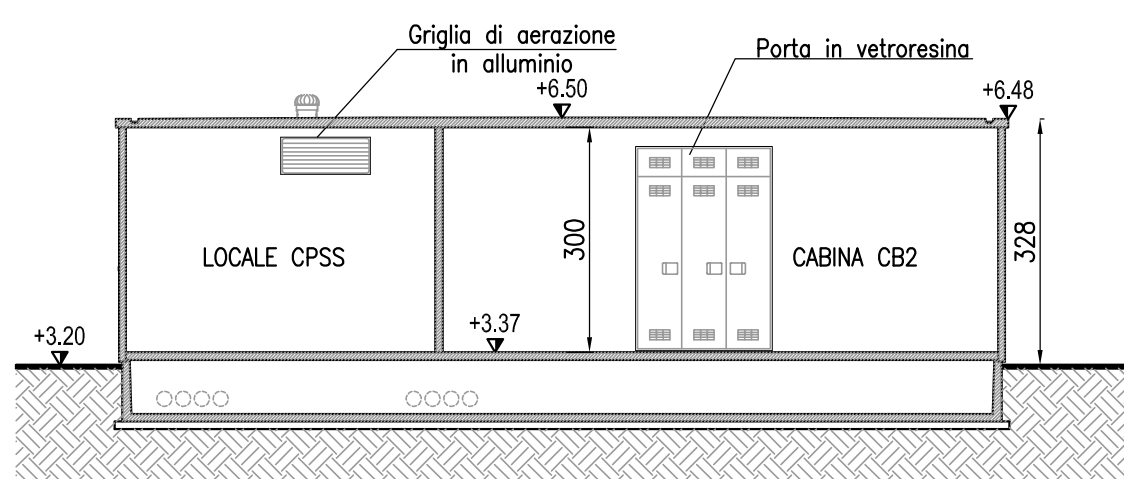 Griglia di aerazione
in alluminio
Porta in vetroresina
+6.50
+6.48
300
328
LOCALE CPSS
CABINA CB2
+3.20
+3.37